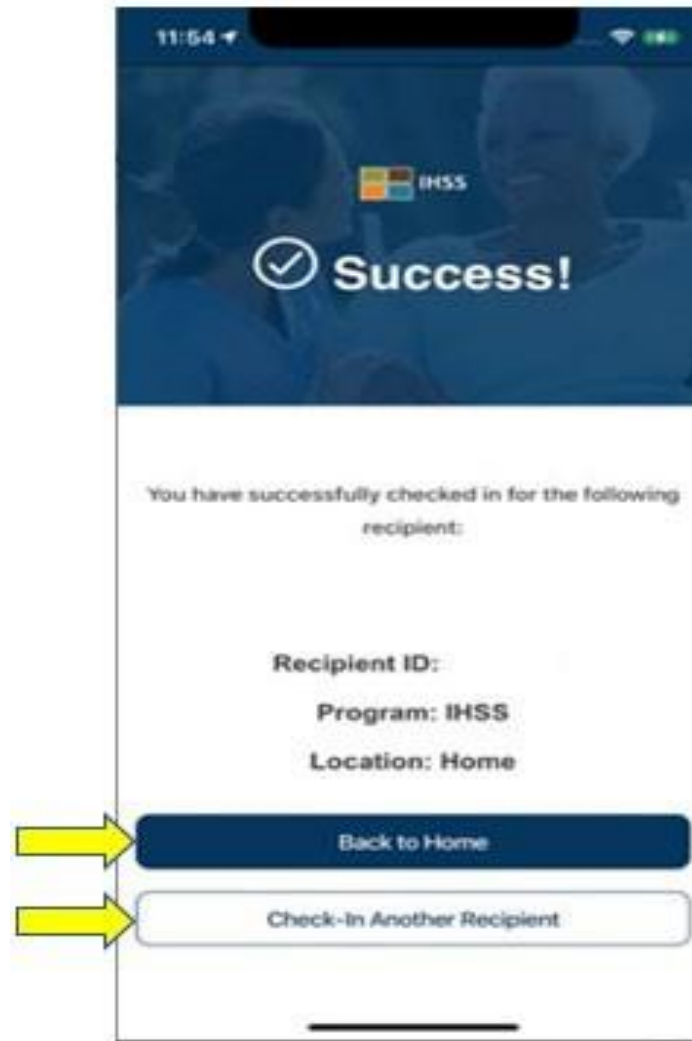 11:54
IHSS
Success!
You have successfully checked in for the following
recipient:
Recipient ID:
Program: IHSS
Location: Home
Back to Home
Check-In Another Recipient